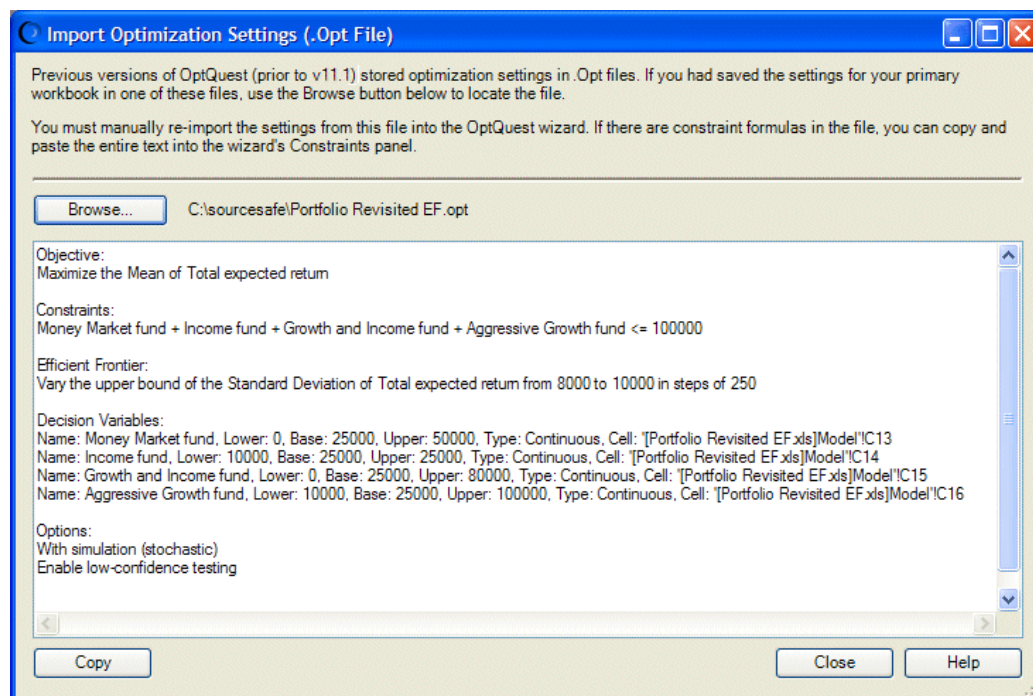 Import Optimization Settings (.Opt File)
Previous versions of OptQuest (prior to v11.1) stored optimization settings in .Opt files. If you had saved the settings for your primary
workbook in one of these files, use the Browse button below to locate the file.
You must manually re-import the settings from this file into the OptQuest wizard. If there are constraint formulas in the file, you can copy and
paste the entire text into the wizard's Constraints panel.
Browse... C:\sourcesafe\Portfolio Revisited EF.opt
Objective:
Maximize the Mean of Total expected return
Constraints:
Money Market fund + Income fund + Growth and Income fund + Aggressive Growth fund <= 100000
Efficient Frontier:
Vary the upper bound of the Standard Deviation of Total expected return from 8000 to 10000 in steps of 250
Decision Variables:
Name: Money Market fund, Lower: 0, Base: 25000, Upper: 50000, Type: Continuous, Cell: '[Portfolio Revisited EF.xls]Model'!C13
Name: Income fund, Lower: 10000, Base: 25000, Upper: 25000, Type: Continuous, Cell: '[Portfolio Revisited EF.xls]Model'!C14
Name: Growth and Income fund, Lower: 0, Base: 25000, Upper: 80000, Type: Continuous, Cell: '[Portfolio Revisited EF.xls]Model'!C15
Name: Aggressive Growth fund, Lower: 10000, Base: 25000, Upper: 100000, Type: Continuous, Cell: '[Portfolio Revisited EF.xls]Model'!C16
Options:
With simulation (stochastic)
Enable low-confidence testing
Copy Close Help